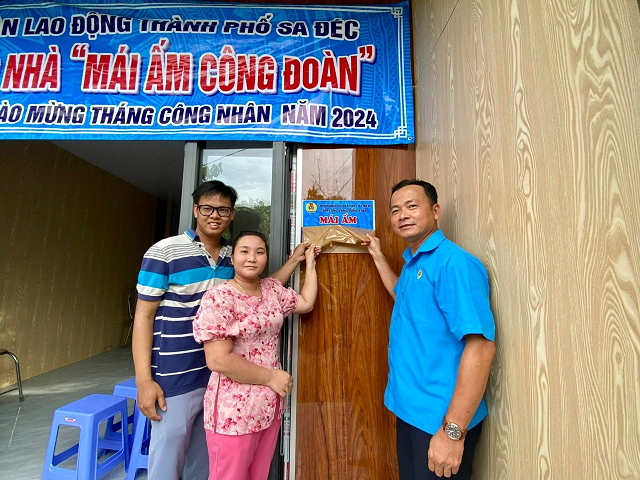 N LAO ĐỘNG THÀNH PHỐ SA ĐÉC
NHÀ "MÁI ẤM CÔNG ĐOÀN"
ÀO MỪNG THÁNG CÔNG NHÂN NĂM 2024
MÁI ẤM